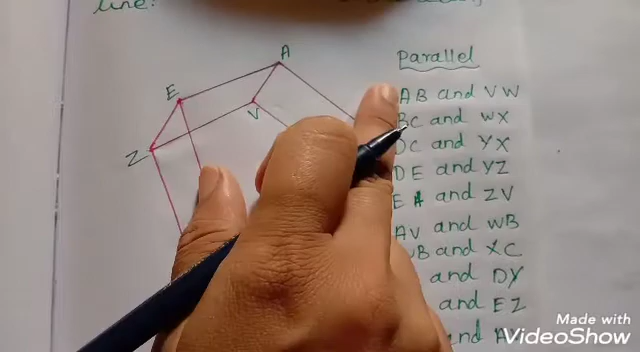 line.
A
Parallel
E
AB and VW
V
BC and WX
DC and YX
Z
DE and YZ
EA and ZV
AV and WB
WB and XC
and DY
and EZ
and
Made with
VideoShow